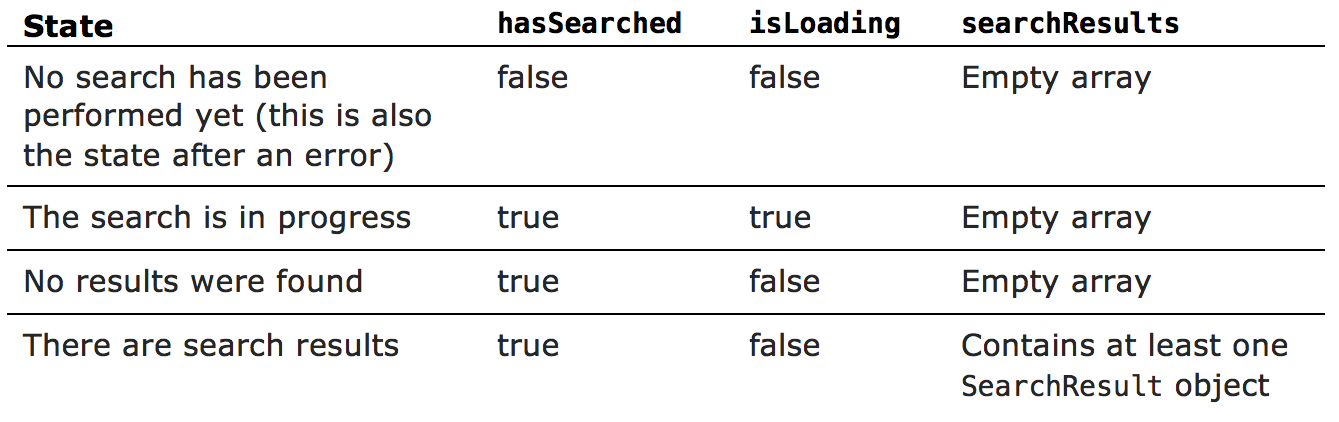 State hasSearched isLoading searchResults
No search has been false false Empty array
performed yet (this is also
the state after an error)
The search is in progress true true Empty array
No results were found true false Empty array
There are search results true false Contains at least one
SearchResult object